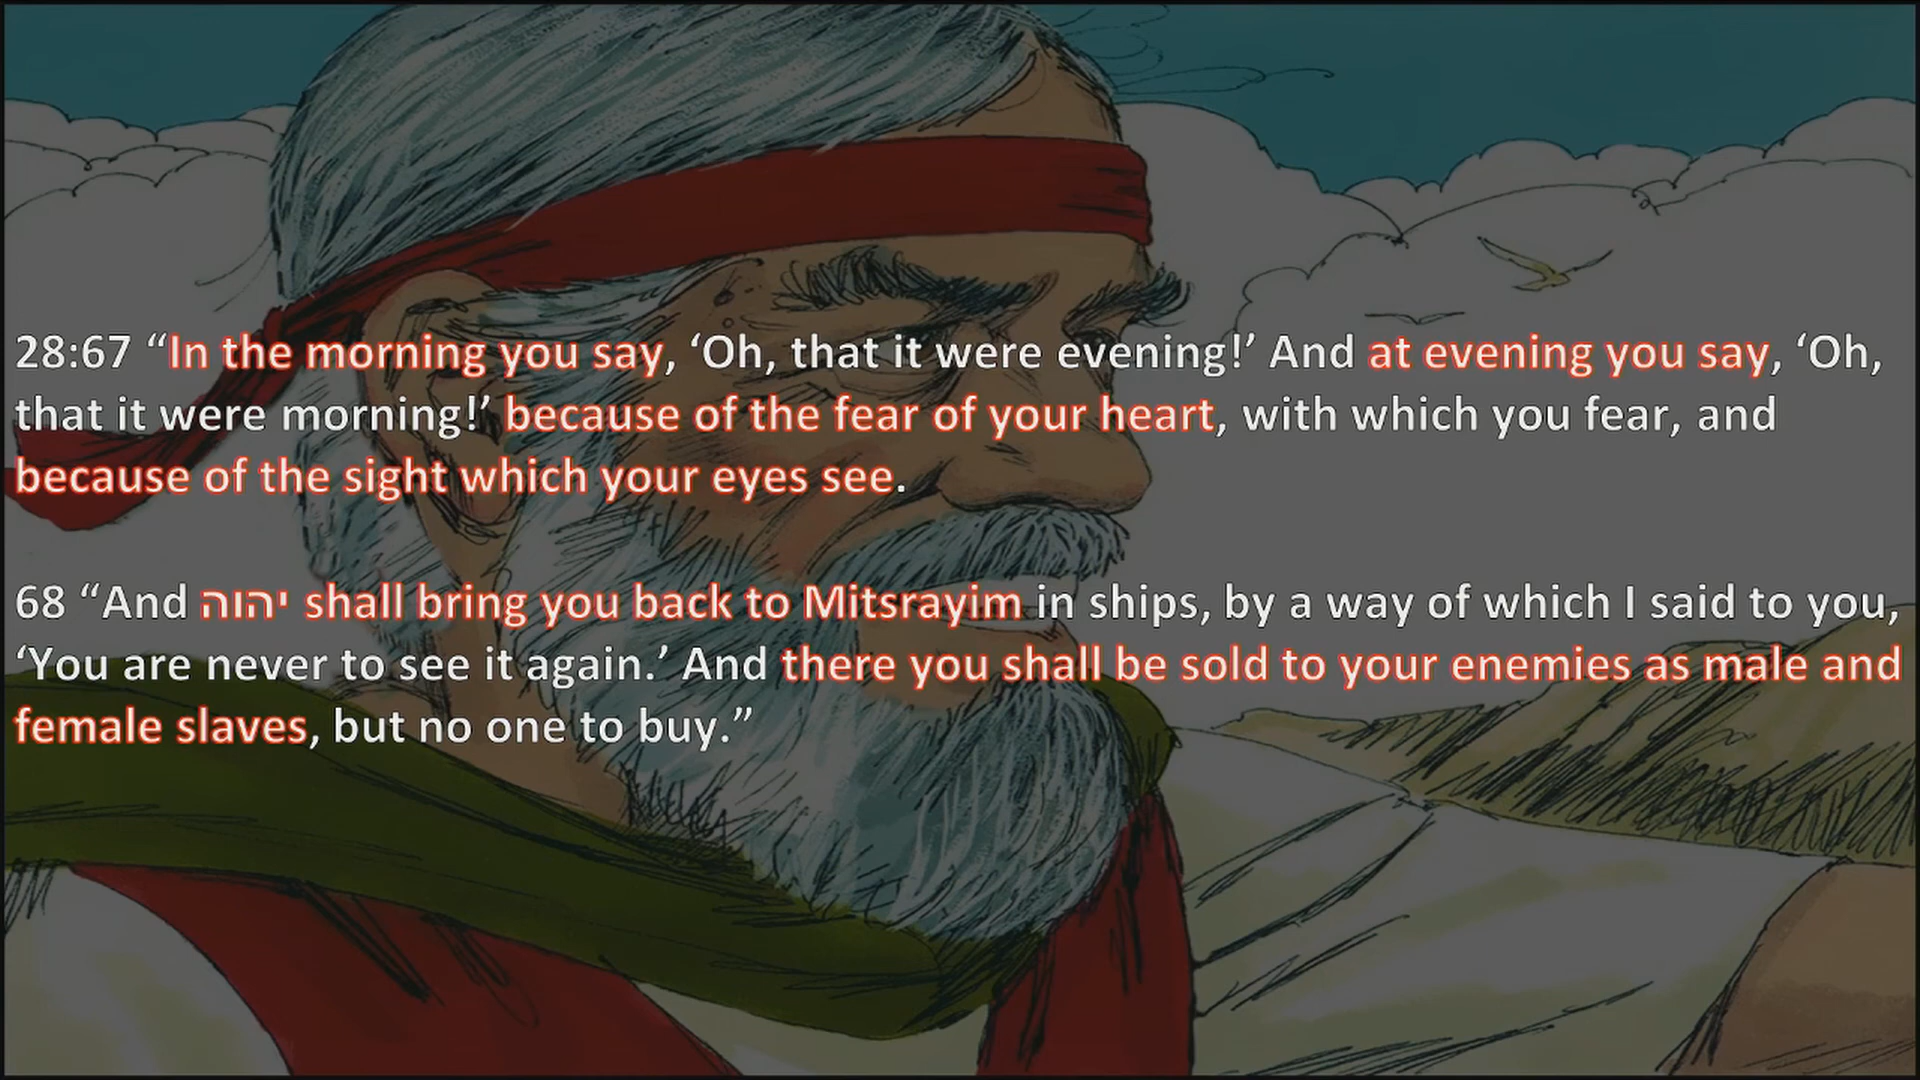 28:67 “In the morning you say, ‘Oh, that it were evening!’ And at evening you say, ‘Oh,
that it were morning!’ because of the fear of your heart, with which you fear, and
because of the sight which your eyes see.
68 “And יהוה shall bring you back to Mitsrayim in ships, by a way of which I said to you,
‘You are never to see it again.’ And there you shall be sold to your enemies as male and
female slaves, but no one to buy.”